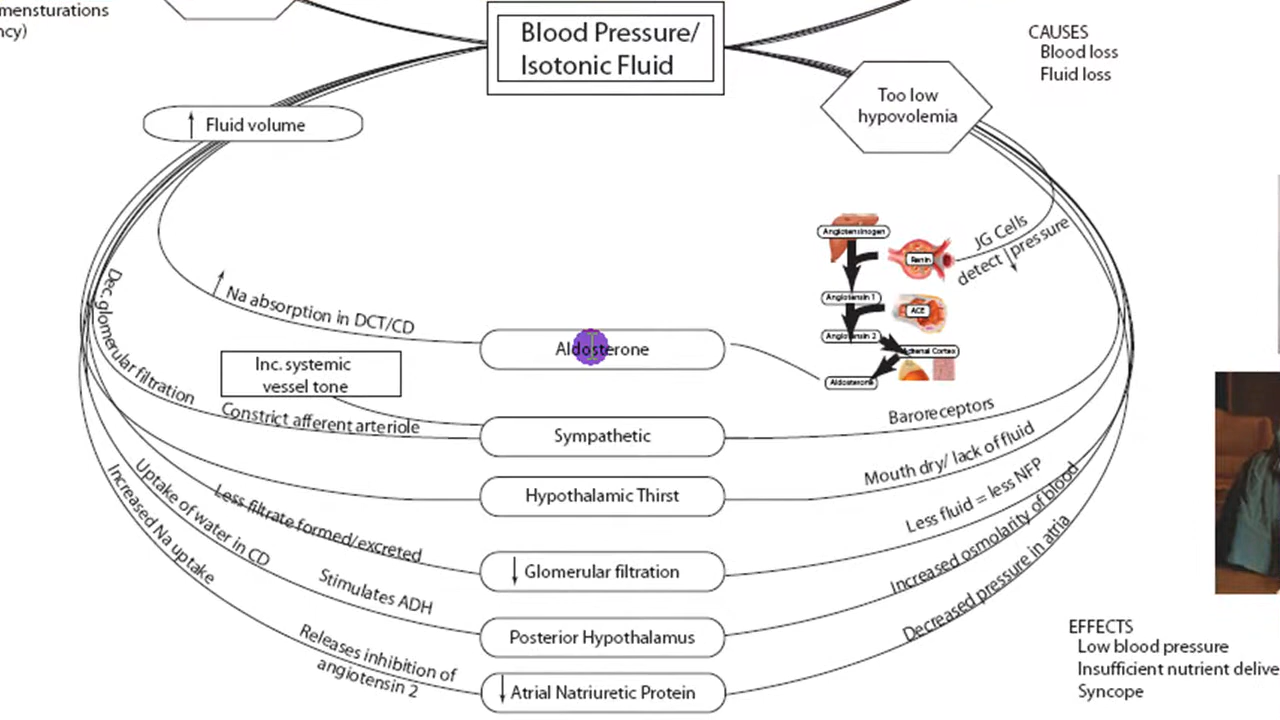 mensturations
ncy)
Blood Pressure/
Isotonic Fluid
CAUSES
Blood loss
Fluid loss
Too low
hypovolemia
↑ Fluid volume
Angiotensinogen
Renin
JG Cells
detect ↓ pressure
Angiotensin 1
ACE
Angiotensin 2
Adrenal Cortex
Aldosterone
↑ Na absorption in DCT/CD
Aldosterone
Inc. systemic
vessel tone
Dec. glomerular filtration
Constrict afferent arteriole
Sympathetic
Baroreceptors
Hypothalamic Thirst
Mouth dry/ lack of fluid
Less filtrate formed/excreted
↓ Glomerular filtration
Less fluid = less NFP
Uptake of water in CD
Stimulates ADH
Posterior Hypothalamus
Increased osmolarity of blood
Increased Na uptake
Releases inhibition of
angiotensin 2
↓ Atrial Natriuretic Protein
Decreased pressure in atria
EFFECTS
Low blood pressure
Insufficient nutrient delive
Syncope